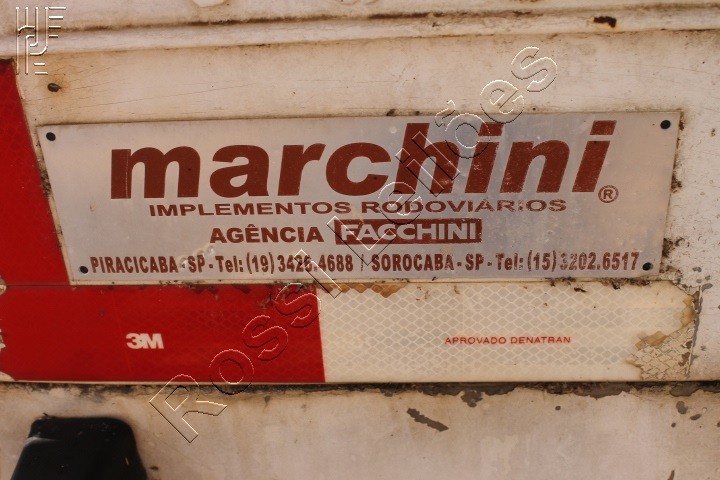 marchini®
IMPLEMENTOS RODOVIÁRIOS
AGÊNCIA FACCHINI
PIRACICABA - SP - Tel: (19) 3426.4688 / SOROCABA - SP - Tel: (15) 3202.6517
3M APROVADO DENATRAN
Rossi Leilões